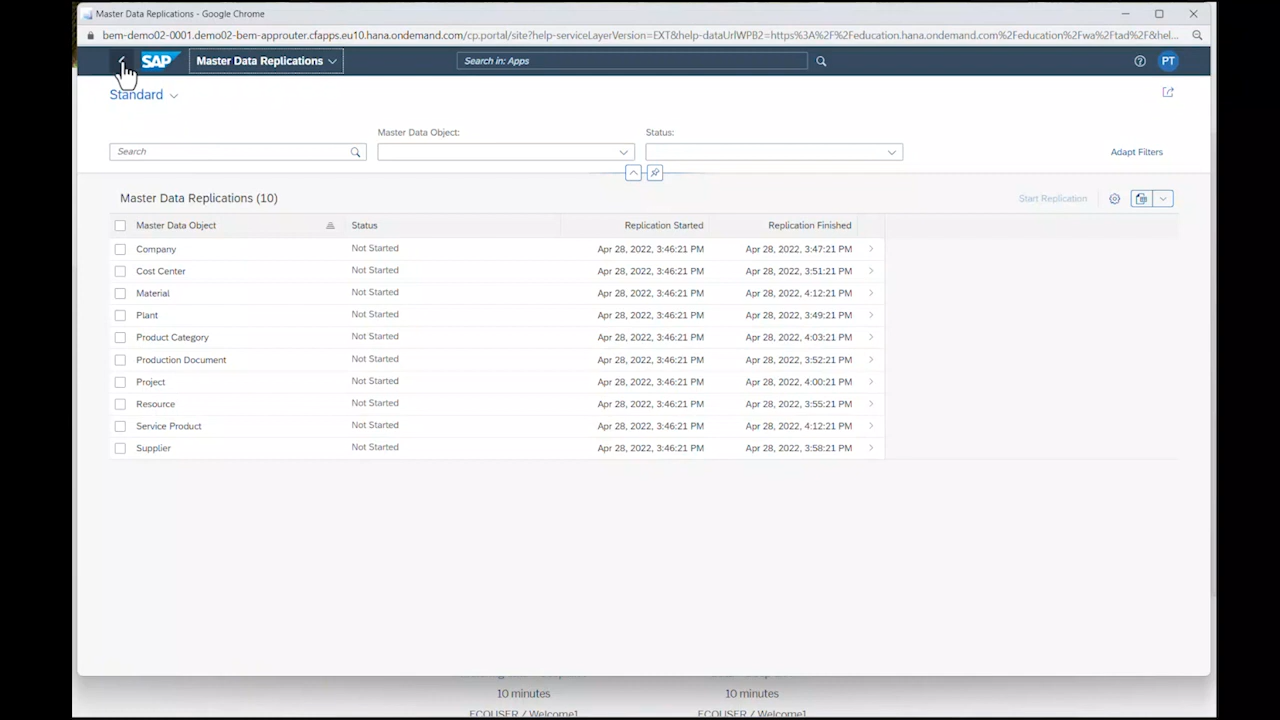 Master Data Replications - Google Chrome
bem-demo02-0001.demo02-bem-approuter.cfapps.eu10.hana.ondemand.com/cp.portal/site?help-serviceLayerVersion=EXT&help-dataUrlWPB2=https%3A%2F%2Feducation.hana.ondemand.com%2Feducation%2Fwa%2Ftad%2F&hel...
SAP Master Data Replications Search in: Apps PT
Standard
Master Data Object: Status:
Search Adapt Filters
Master Data Replications (10) Start Replication
Master Data Object Status Replication Started Replication Finished
Company Not Started Apr 28, 2022, 3:46:21 PM Apr 28, 2022, 3:47:21 PM
Cost Center Not Started Apr 28, 2022, 3:46:21 PM Apr 28, 2022, 3:51:21 PM
Material Not Started Apr 28, 2022, 3:46:21 PM Apr 28, 2022, 4:12:21 PM
Plant Not Started Apr 28, 2022, 3:46:21 PM Apr 28, 2022, 3:49:21 PM
Product Category Not Started Apr 28, 2022, 3:46:21 PM Apr 28, 2022, 4:03:21 PM
Production Document Not Started Apr 28, 2022, 3:46:21 PM Apr 28, 2022, 3:52:21 PM
Project Not Started Apr 28, 2022, 3:46:21 PM Apr 28, 2022, 4:00:21 PM
Resource Not Started Apr 28, 2022, 3:46:21 PM Apr 28, 2022, 3:55:21 PM
Service Product Not Started Apr 28, 2022, 3:46:21 PM Apr 28, 2022, 4:12:21 PM
Supplier Not Started Apr 28, 2022, 3:46:21 PM Apr 28, 2022, 3:58:21 PM
10 minutes 10 minutes
ECOUSER / Welcome1 ECOUSER / Welcome1